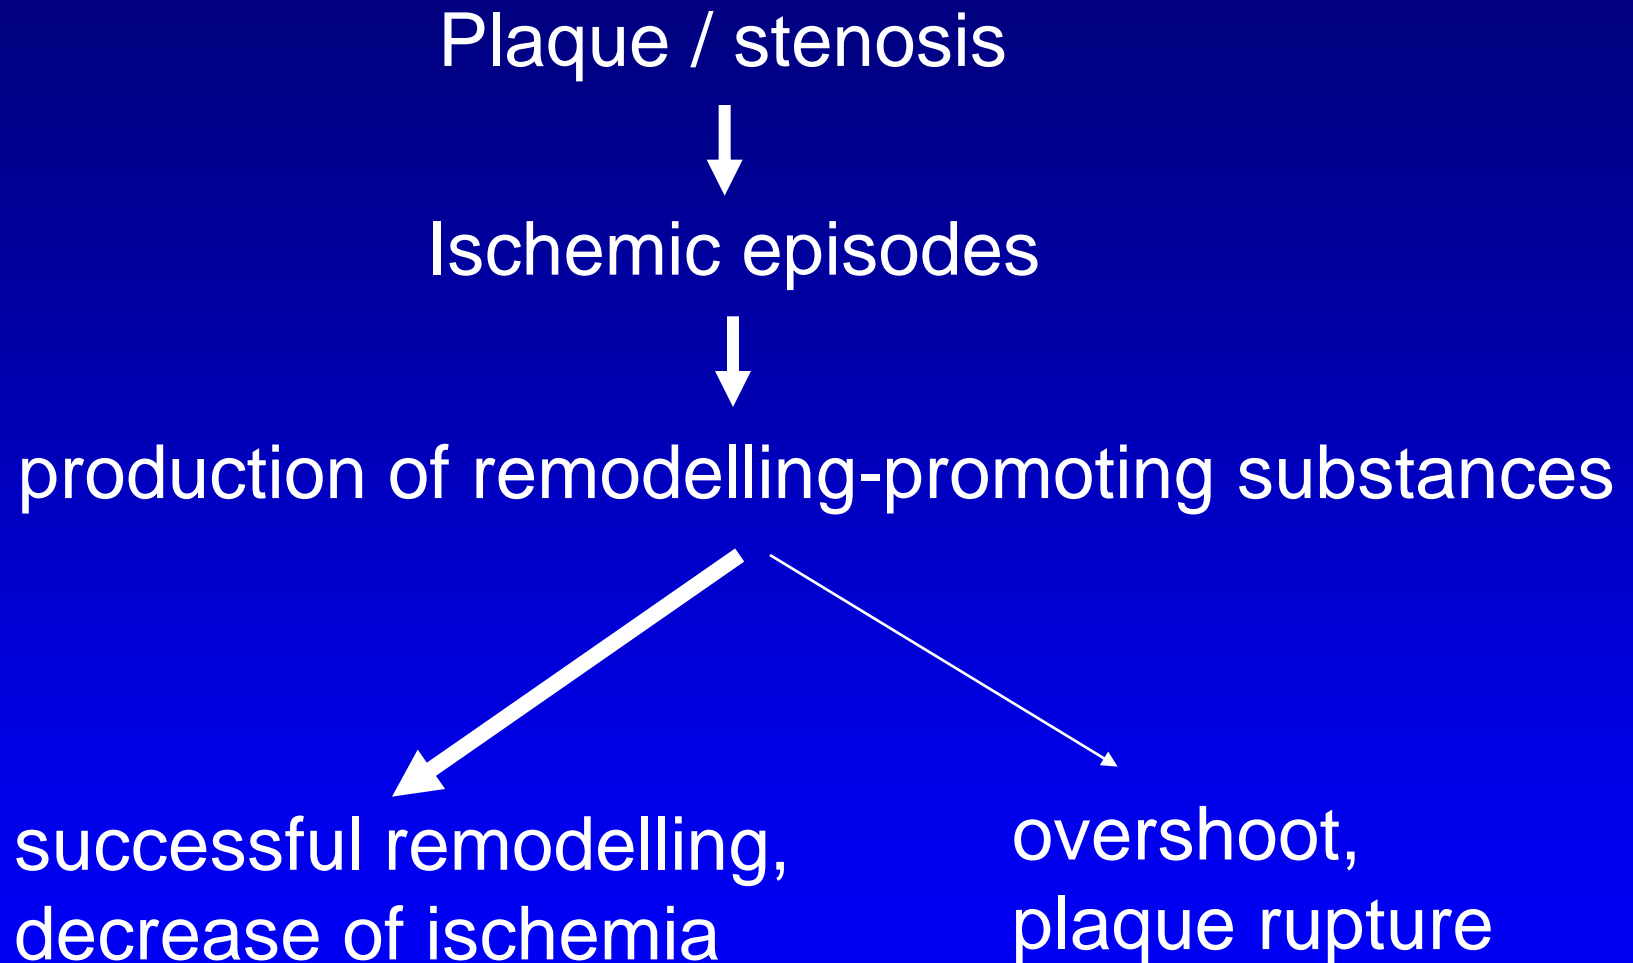 Plaque / stenosis
Ischemic episodes
production of remodelling-promoting substances
successful remodelling,
decrease of ischemia
overshoot,
plaque rupture